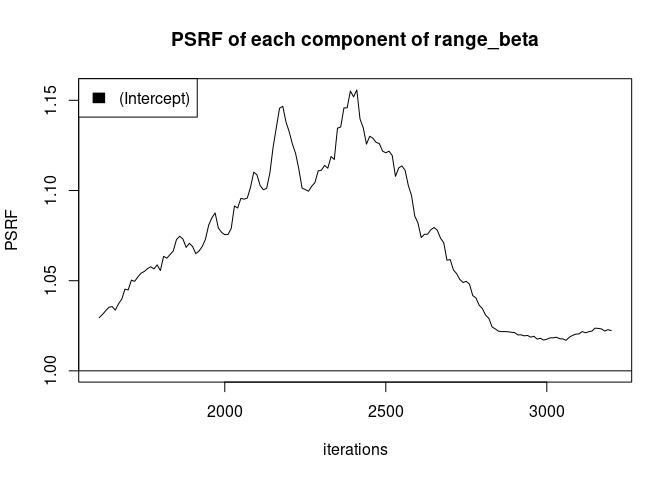 PSRF of each component of range_beta
(Intercept)
PSRF
1.15
1.10
1.05
1.00
2000 2500 3000
iterations